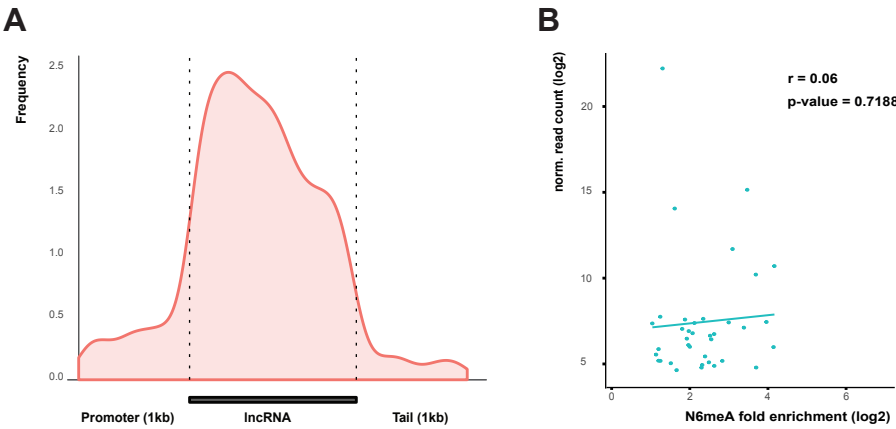 A
Frequency
2.5
2.0
1.5
1.0
0.5
0.0
Promoter (1kb)
lncRNA
Tail (1kb)
B
norm. read count (log2)
r = 0.06
p-value = 0.7188
20
15
10
5
0
2
4
6
N6meA fold enrichment (log2)